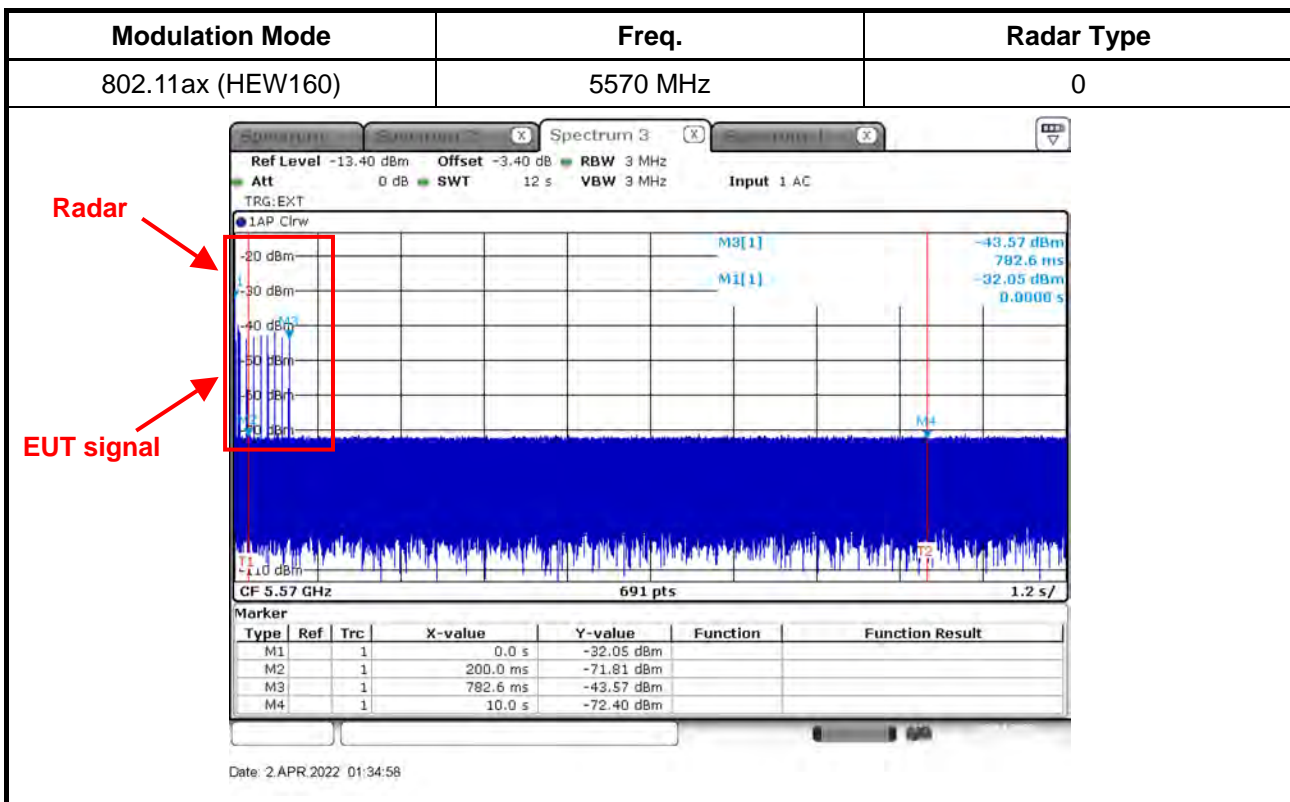 Modulation Mode Freq. Radar Type
802.11ax (HEW160) 5570 MHz 0
Spectrum 3
Ref Level -13.40 dBm Offset -3.40 dB RBW 3 MHz
Att 0 dB SWT 12 s VBW 3 MHz Input 1 AC
TRG:EXT
Radar
1AP Clrw
M3[1] -43.57 dBm
782.6 ms
M1[1] -32.05 dBm
0.0000 s
-20 dBm
-30 dBm
-40 dBm
M3
-50 dBm
-60 dBm
M2
M4
EUT signal
T1
T2
-110 dBm
CF 5.57 GHz 691 pts 1.2 s/
Marker
Type Ref Trc X-value Y-value Function Function Result
M1 1 0.0 s -32.05 dBm
M2 1 200.0 ms -71.81 dBm
M3 1 782.6 ms -43.57 dBm
M4 1 10.0 s -72.40 dBm
Date: 2.APR.2022 01:34:58